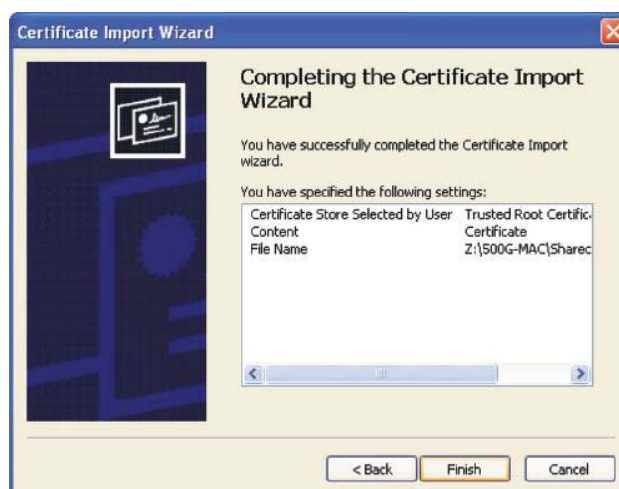 Certificate Import Wizard
Completing the Certificate Import
Wizard
You have successfully completed the Certificate Import
wizard.
You have specified the following settings:
Certificate Store Selected by User Trusted Root Certific
Content Certificate
File Name Z:\500G-MAC\Sharec
< Back Finish Cancel